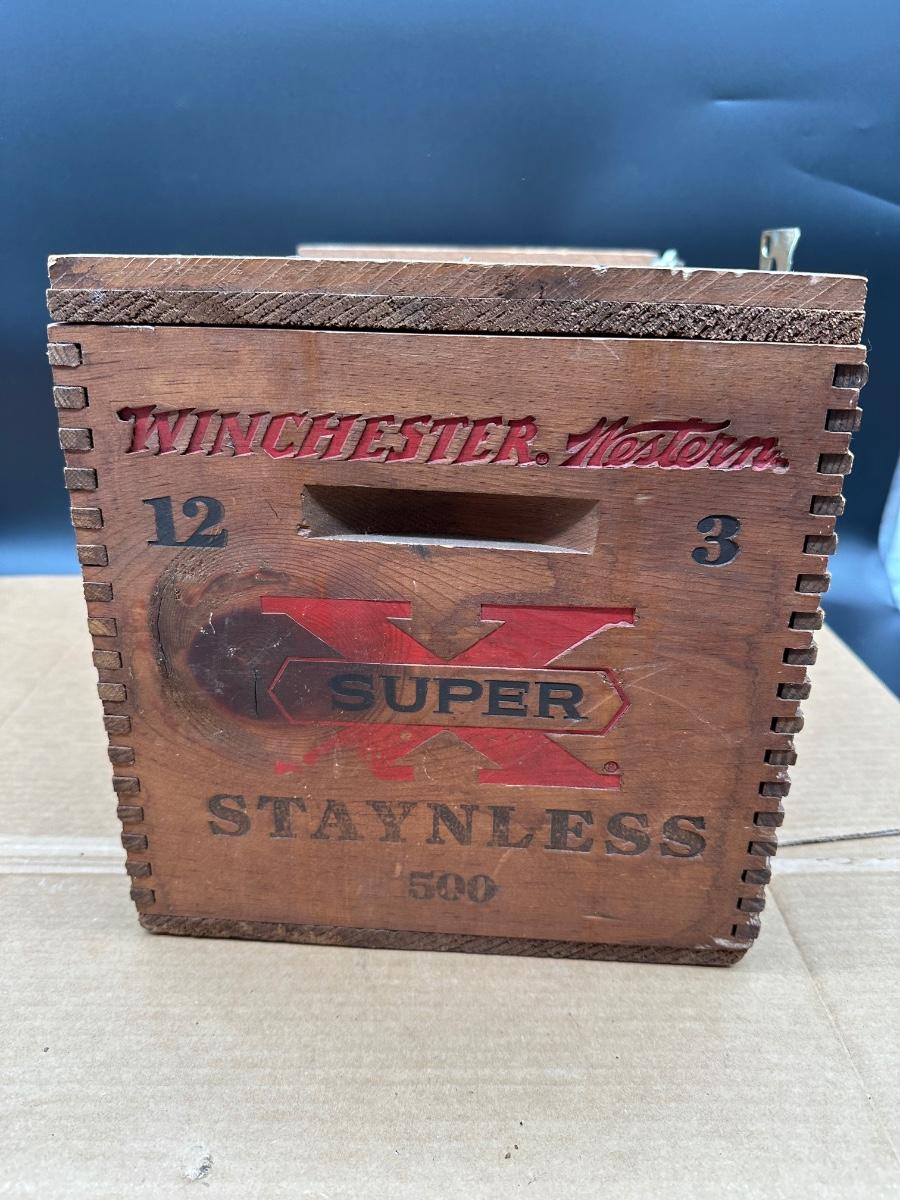 WINCHESTER® Western
12 3
SUPER
X®
STAYNLESS
500